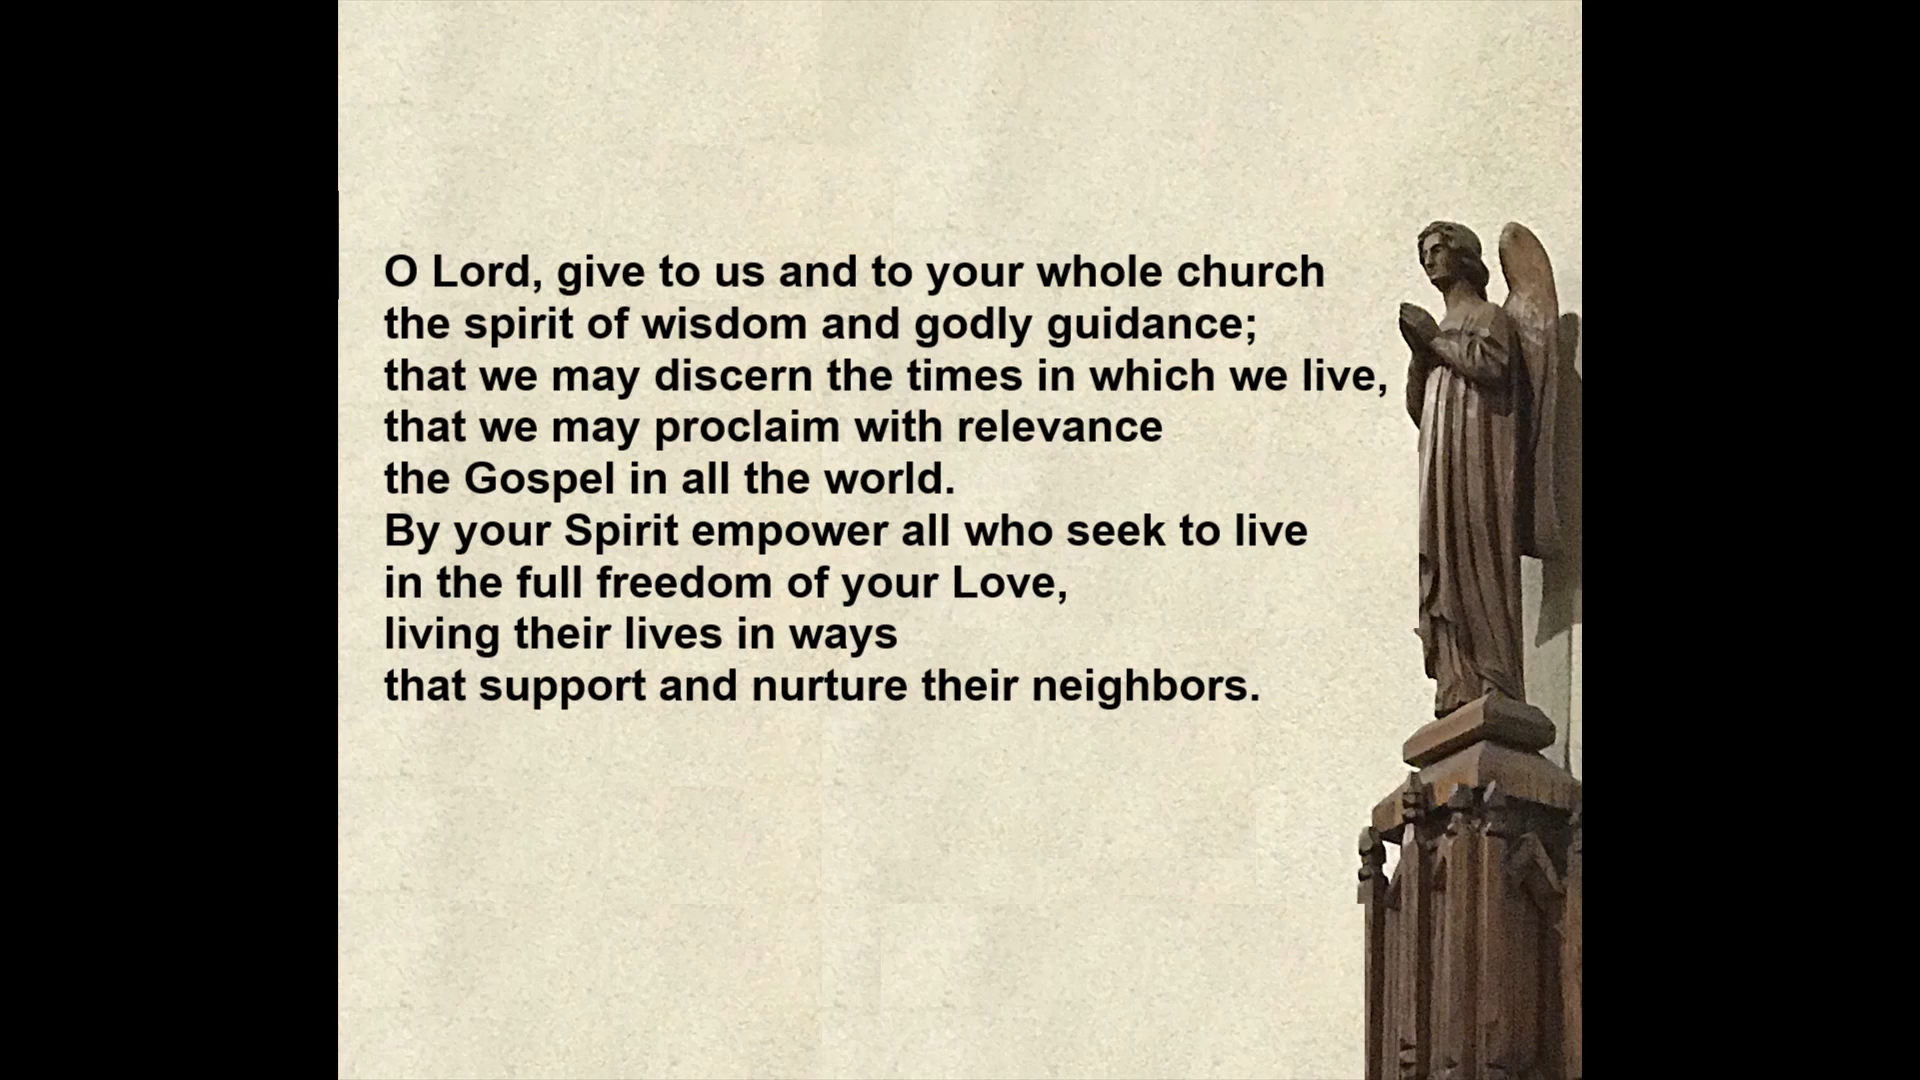 O Lord, give to us and to your whole church
the spirit of wisdom and godly guidance;
that we may discern the times in which we live,
that we may proclaim with relevance
the Gospel in all the world.
By your Spirit empower all who seek to live
in the full freedom of your Love,
living their lives in ways
that support and nurture their neighbors.